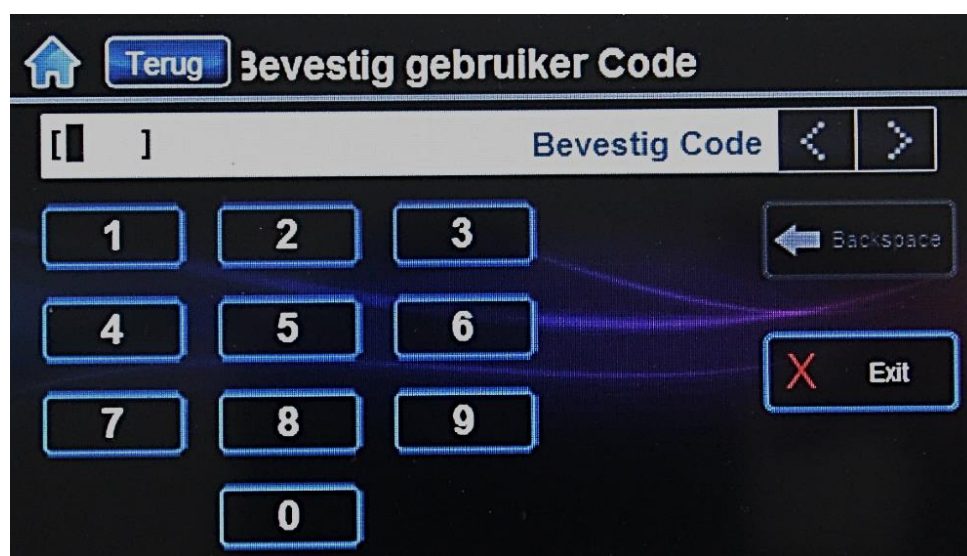 Terug Bevestig gebruiker Code
[ ] Bevestig Code < >
1 2 3 Backspace
4 5 6
X Exit
7 8 9
0